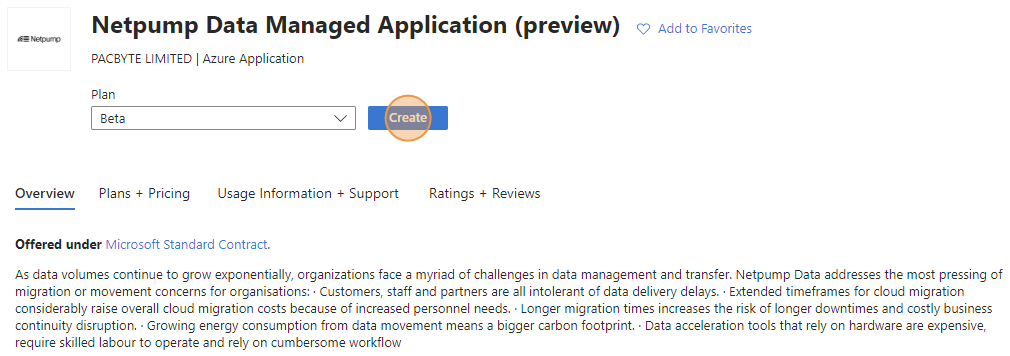 Netpump
Netpump Data Managed Application (preview)
Add to Favorites
PACBYTE LIMITED | Azure Application
Plan
Beta
Create
Overview
Plans + Pricing
Usage Information + Support
Ratings + Reviews
Offered under Microsoft Standard Contract.
As data volumes continue to grow exponentially, organizations face a myriad of challenges in data management and transfer. Netpump Data addresses the most pressing of
migration or movement concerns for organisations: · Customers, staff and partners are all intolerant of data delivery delays. · Extended timeframes for cloud migration
considerably raise overall cloud migration costs because of increased personnel needs. · Longer migration times increases the risk of longer downtimes and costly business
continuity disruption. · Growing energy consumption from data movement means a bigger carbon footprint. · Data acceleration tools that rely on hardware are expensive,
require skilled labour to operate and rely on cumbersome workflow